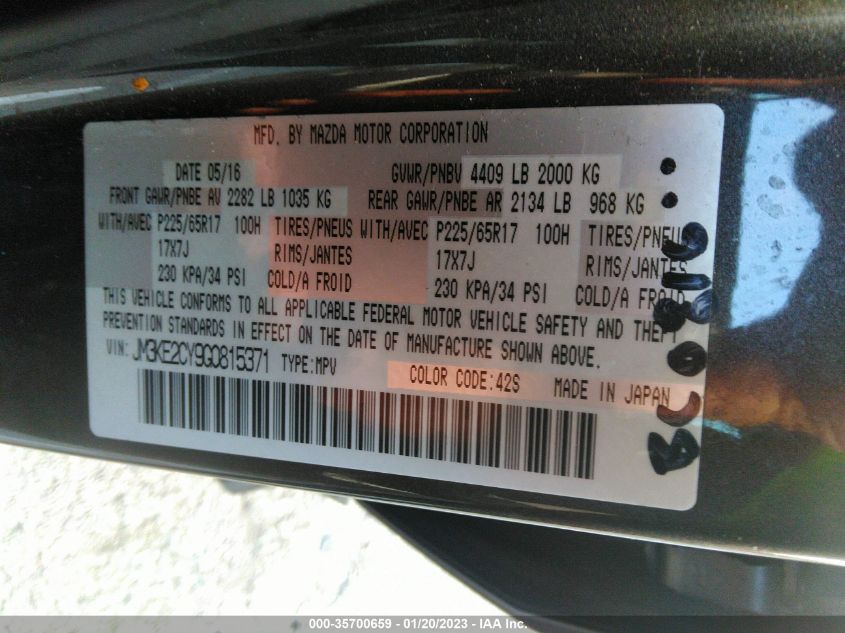 MFD. BY MAZDA MOTOR CORPORATION
DATE 05/16 GVWR/PNBV 4409 LB 2000 KG
FRONT GAWR/PNBE AV 2282 LB 1035 KG REAR GAWR/PNBE AR 2134 LB 968 KG
WITH/AVEC P225/65R17 100H TIRES/PNEUS WITH/AVEC P225/65R17 100H TIRES/PNEUS
17X7J RIMS/JANTES 17X7J RIMS/JANTES
230 KPA/34 PSI COLD/A FROID 230 KPA/34 PSI COLD/A FROID
THIS VEHICLE CONFORMS TO ALL APPLICABLE FEDERAL MOTOR VEHICLE SAFETY AND THEFT
PREVENTION STANDARDS IN EFFECT ON THE DATE OF MANUFACTURE SHOWN ABOVE.
VIN: JM3KE2CY9G0815371 TYPE:MPV
COLOR CODE:42S MADE IN JAPAN
000-35700659 — 01/20/2023 — IAA Inc.